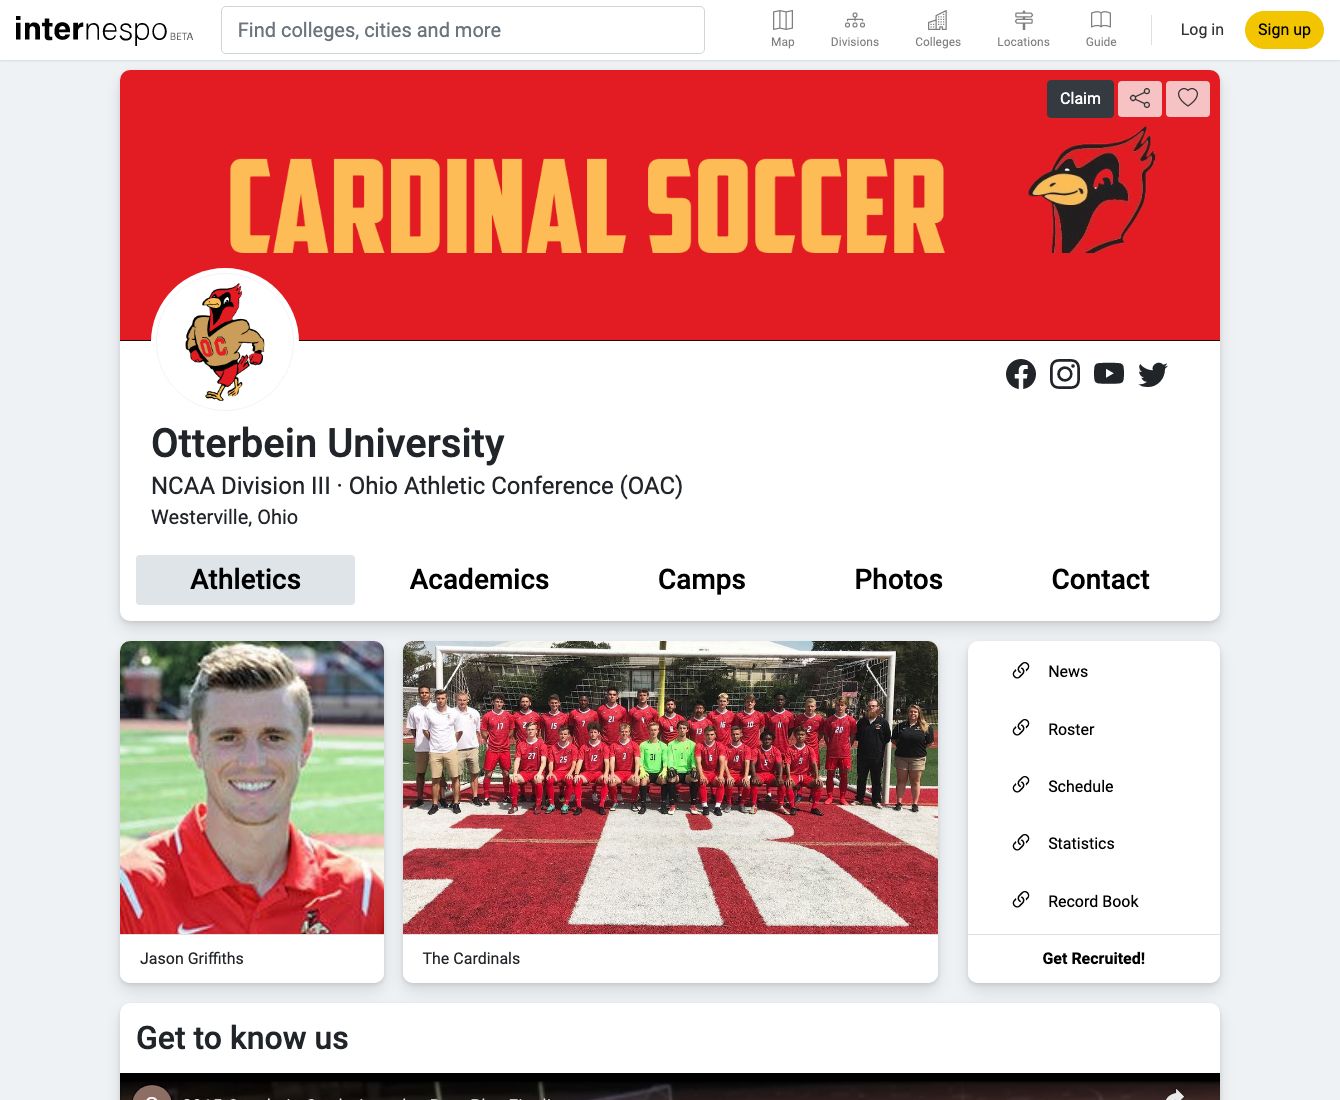 internespo BETA
Find colleges, cities and more
Map
Divisions
Colleges
Locations
Guide
Log in
Sign up
Claim
CARDINAL SOCCER
OC
Otterbein University
NCAA Division III · Ohio Athletic Conference (OAC)
Westerville, Ohio
Athletics
Academics
Camps
Photos
Contact
Jason Griffiths
The Cardinals
News
Roster
Schedule
Statistics
Record Book
Get Recruited!
Get to know us